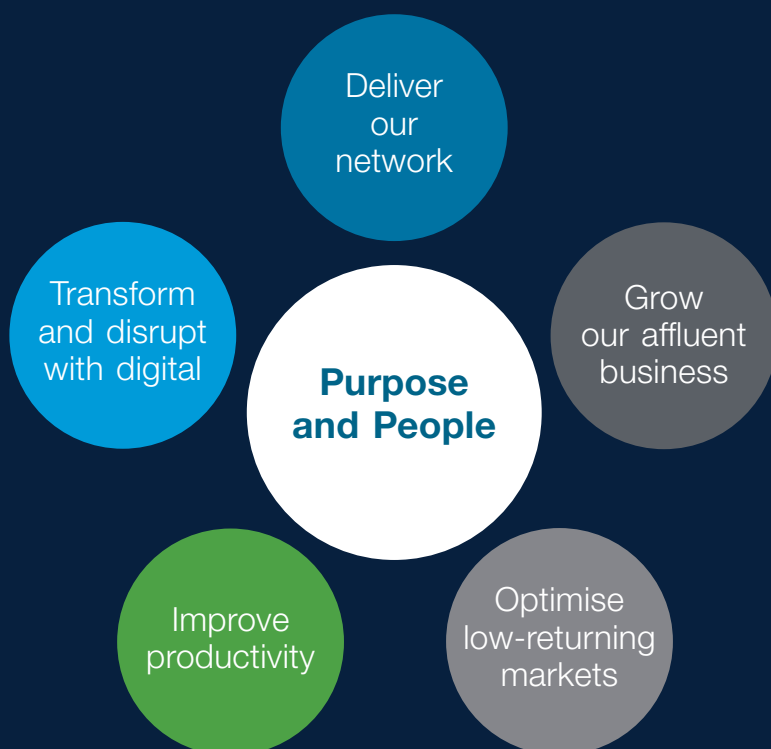 Deliver
our
network
Transform
and disrupt
with digital
Grow
our affluent
business
Purpose
and People
Improve
productivity
Optimise
low-returning
markets